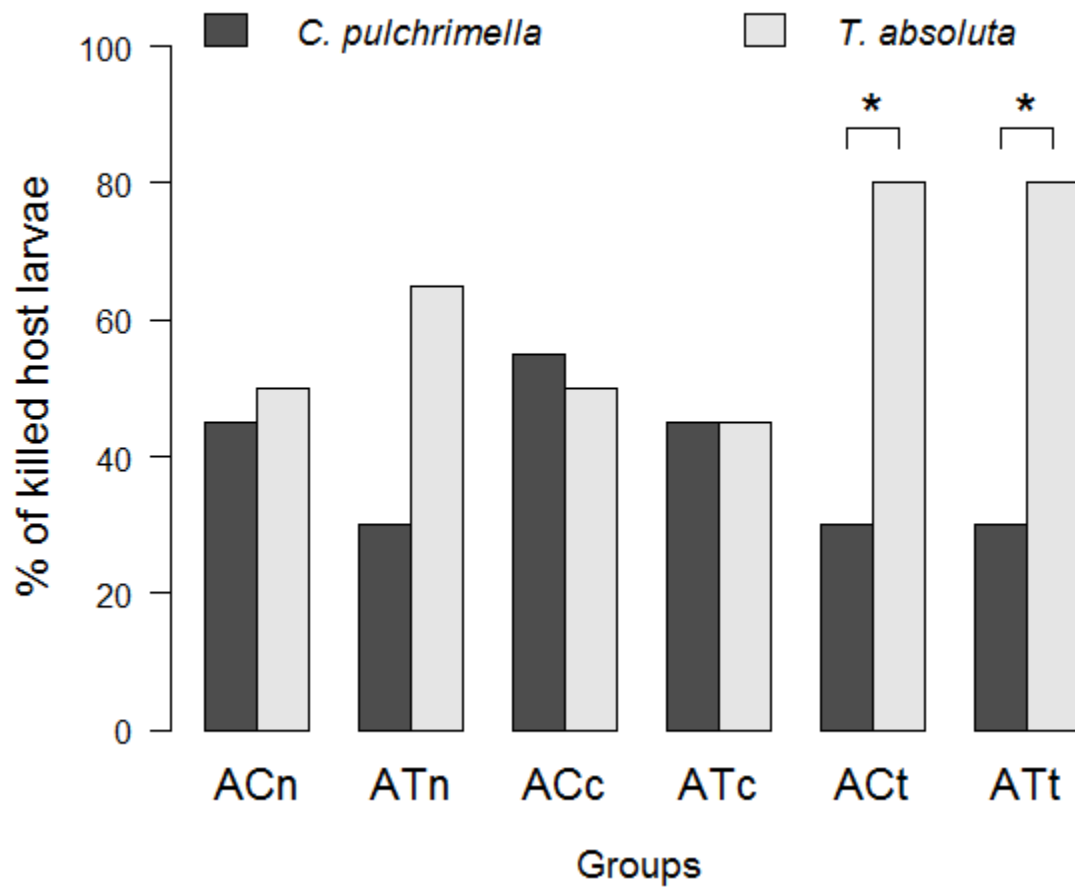 C. pulchrimella
T. absoluta
% of killed host larvae
100
80
60
40
20
0
*
*
ACn
ATn
ACc
ATc
ACt
ATt
Groups